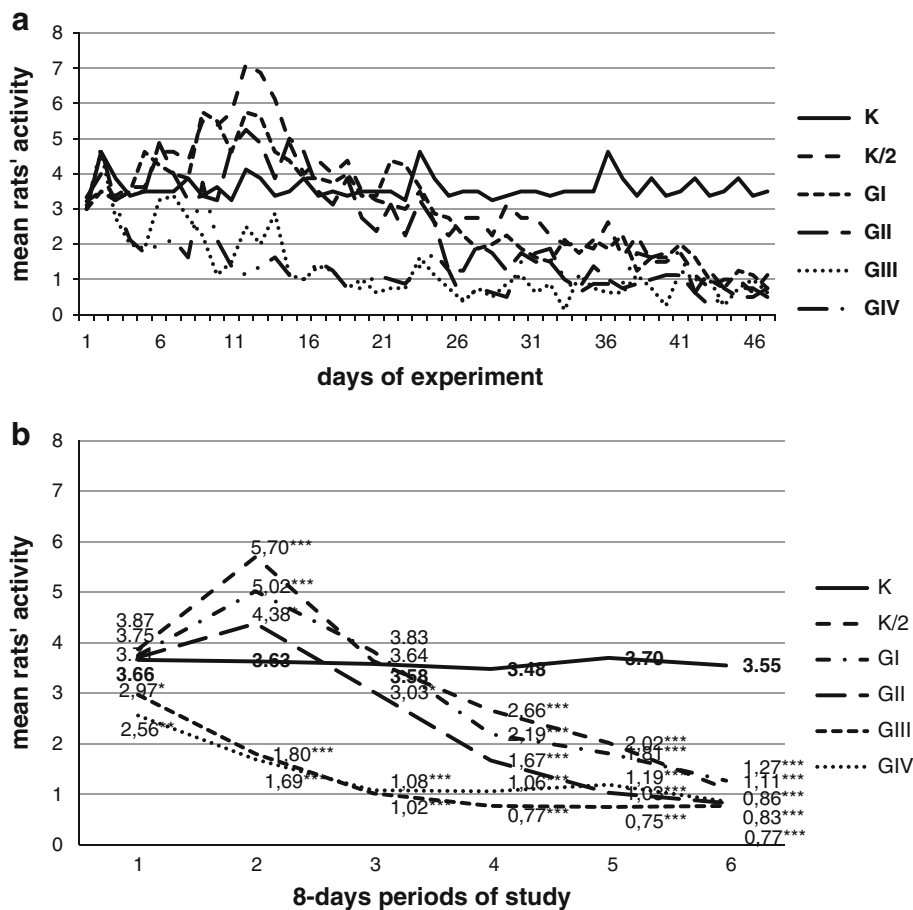 a
8
7
6
5
4
3
2
1
0
mean rats' activity
1 6 11 16 21 26 31 36 41 46
days of experiment
K
K/2
GI
GII
GIII
GIV
b
8
7
6
5
4
3
2
1
0
mean rats' activity
3.87
3.75
3.66
2,97*
2,56**
5,70***
5,02***
4,38*
3.63
1,80***
1,69***
3.83
3.64
3.58
3,03*
1,08***
1,02***
3.48
2,66***
2,19***
1,67***
1,06***
0,77***
3.70
2,02***
1,81***
1,19***
1,03***
0,75***
3.55
1,27***
1,11***
0,86***
0,83***
0,77***
1 2 3 4 5 6
8-days periods of study
K
K/2
GI
GII
GIII
GIV